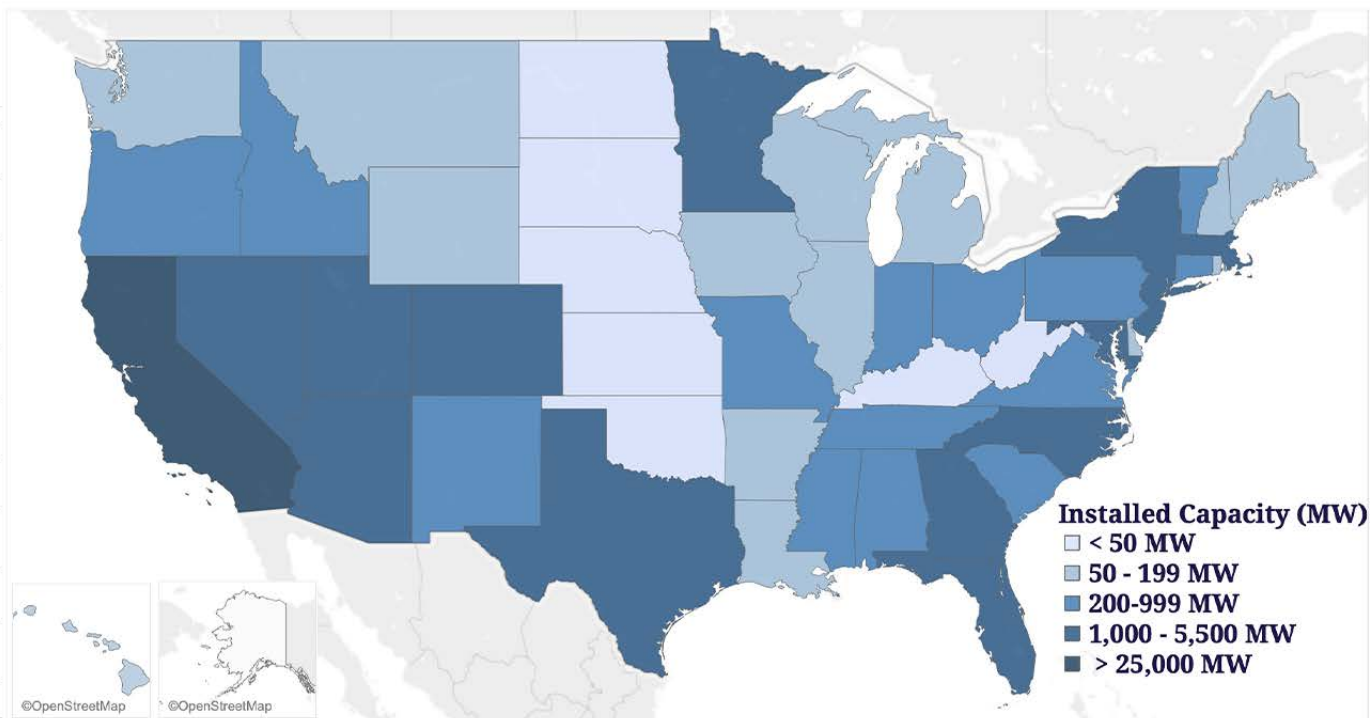 Installed Capacity (MW)
< 50 MW
50 - 199 MW
200-999 MW
1,000 - 5,500 MW
> 25,000 MW
©OpenStreetMap
©OpenStreetMap